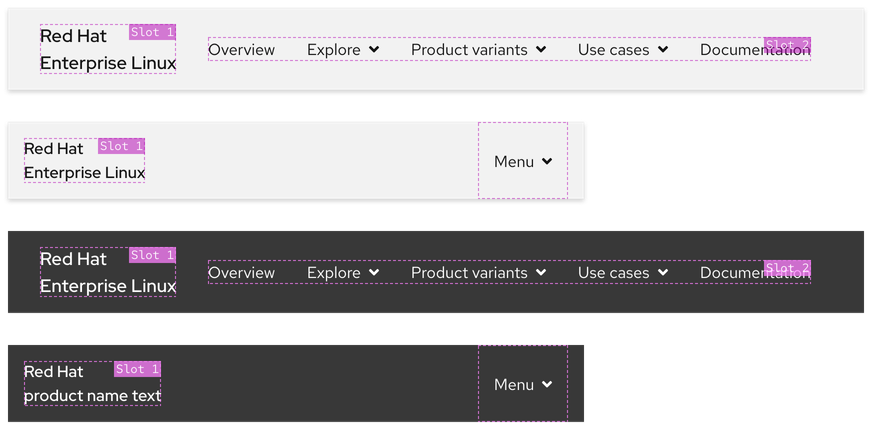 Red Hat Slot 1
Enterprise Linux
Overview Explore Product variants Use cases Documentation Slot 2
Red Hat Slot 1
Enterprise Linux
Menu
Red Hat Slot 1
Enterprise Linux
Overview Explore Product variants Use cases Documentation Slot 2
Red Hat Slot 1
product name text
Menu